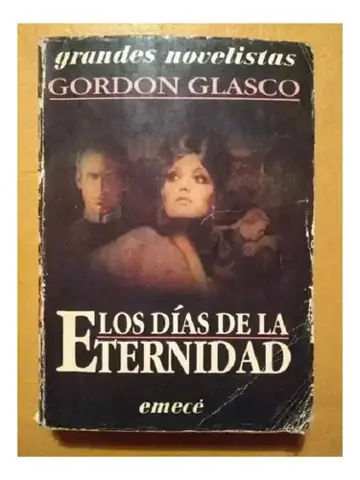 grandes novelistas
GORDON GLASCO
LOS DÍAS DE LA
ETERNIDAD
emecé